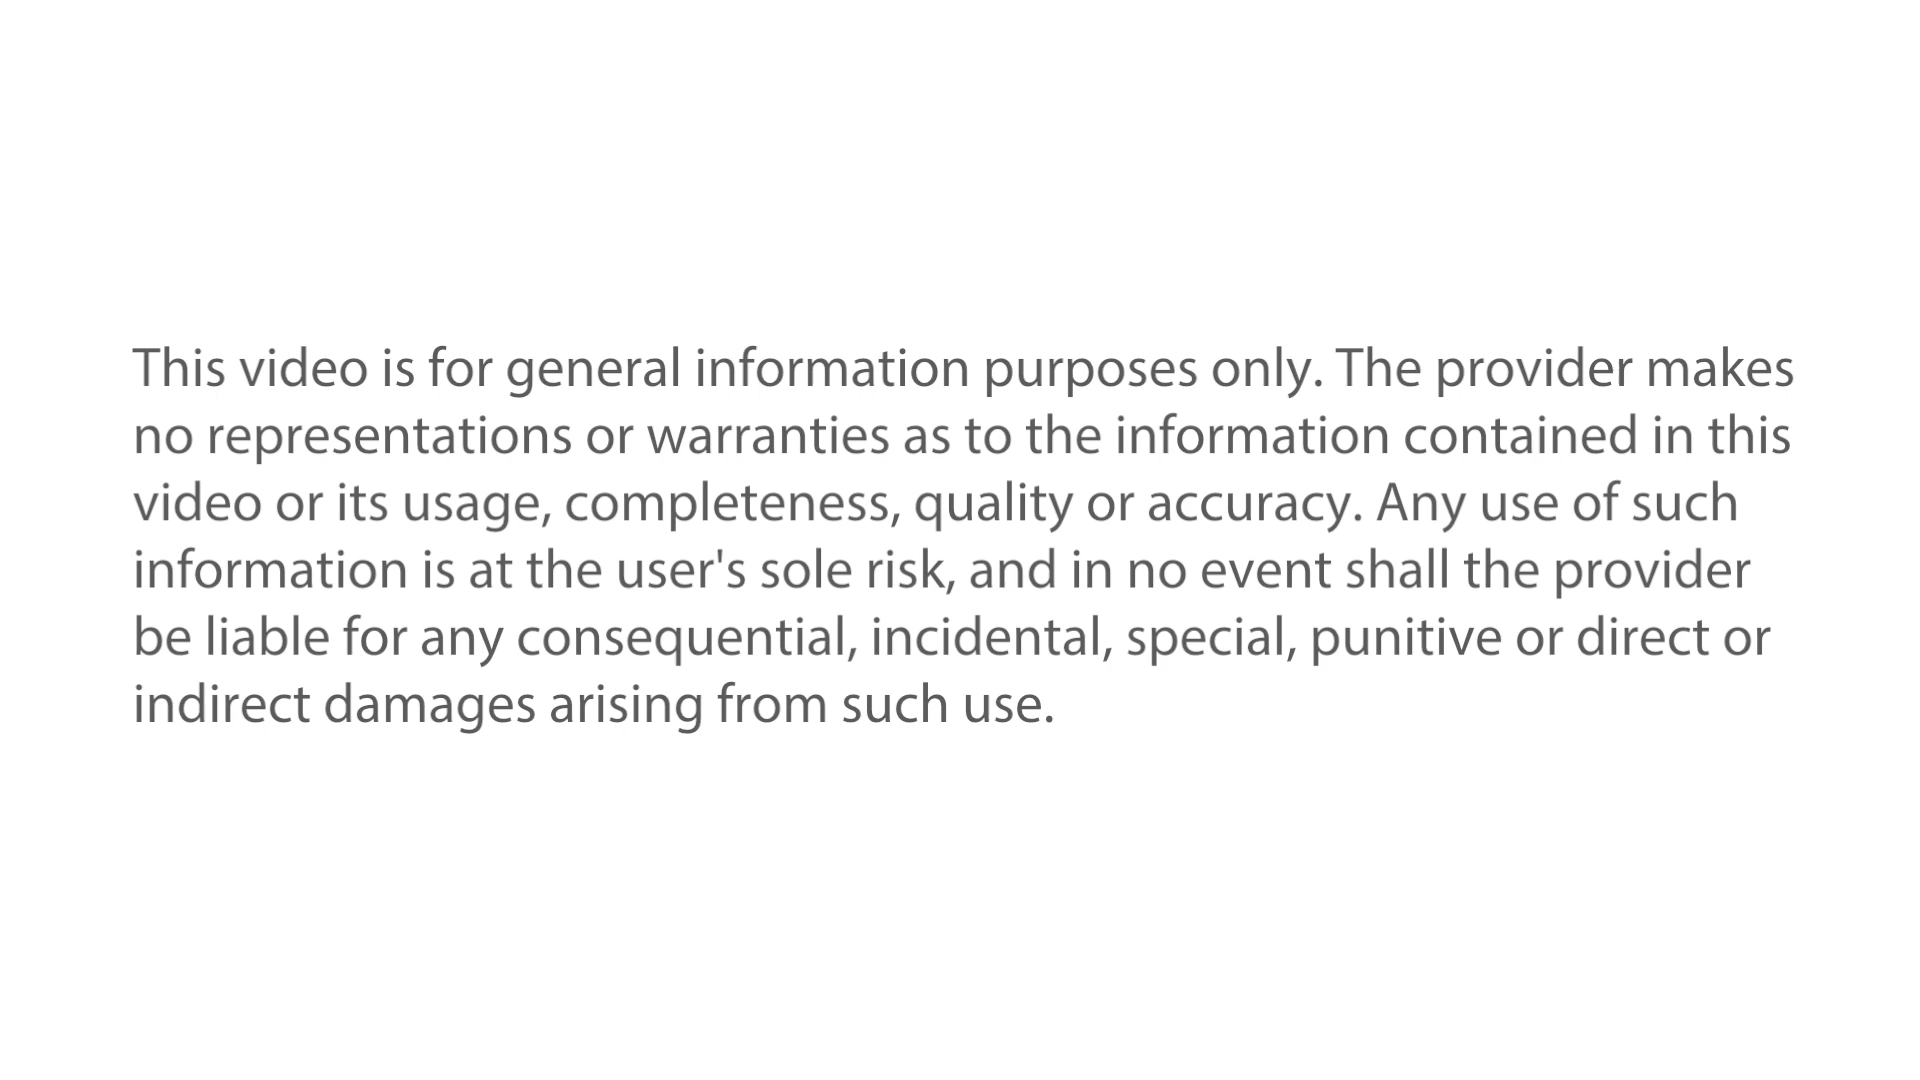 This video is for general information purposes only. The provider makes
no representations or warranties as to the information contained in this
video or its usage, completeness, quality or accuracy. Any use of such
information is at the user's sole risk, and in no event shall the provider
be liable for any consequential, incidental, special, punitive or direct or
indirect damages arising from such use.